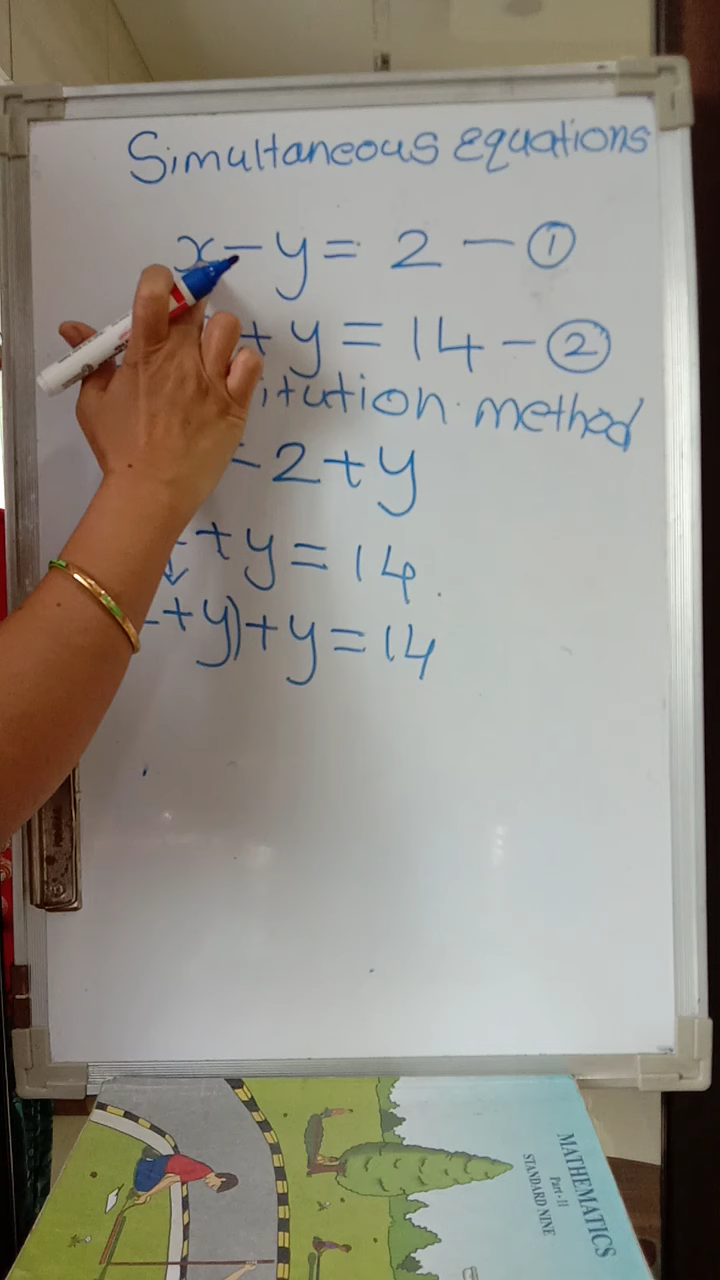 Simultaneous Equations
x - y = 2 - ①
+ y = 14 - ②
itution method
= 2 + y
+ y = 14
+ y) + y = 14
MATHEMATICS
Part - II
STANDARD NINE